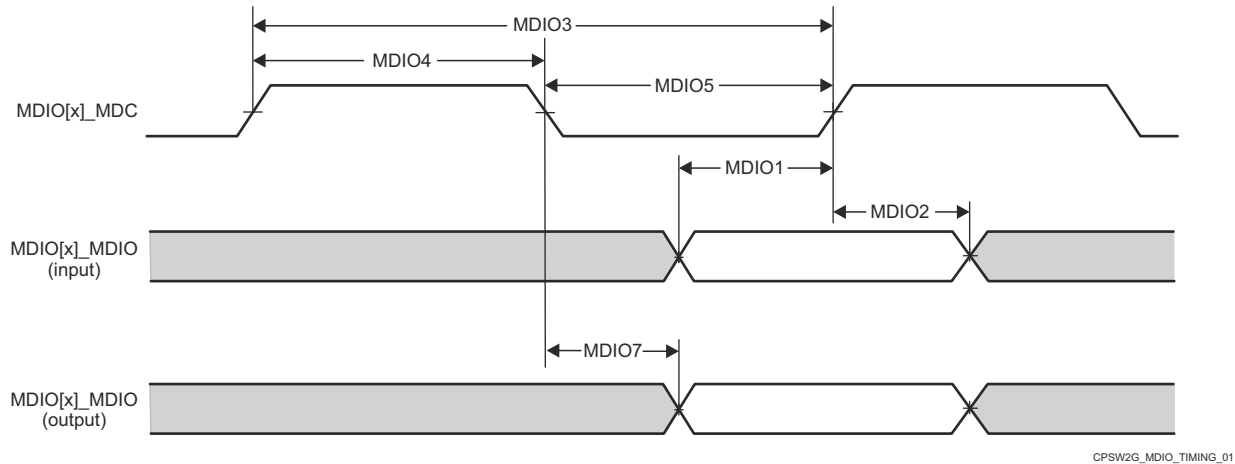 MDIO3
MDIO4
MDIO5
MDIO[x]_MDC
MDIO1
MDIO2
MDIO[x]_MDIO
(input)
MDIO7
MDIO[x]_MDIO
(output)
CPSW2G_MDIO_TIMING_01